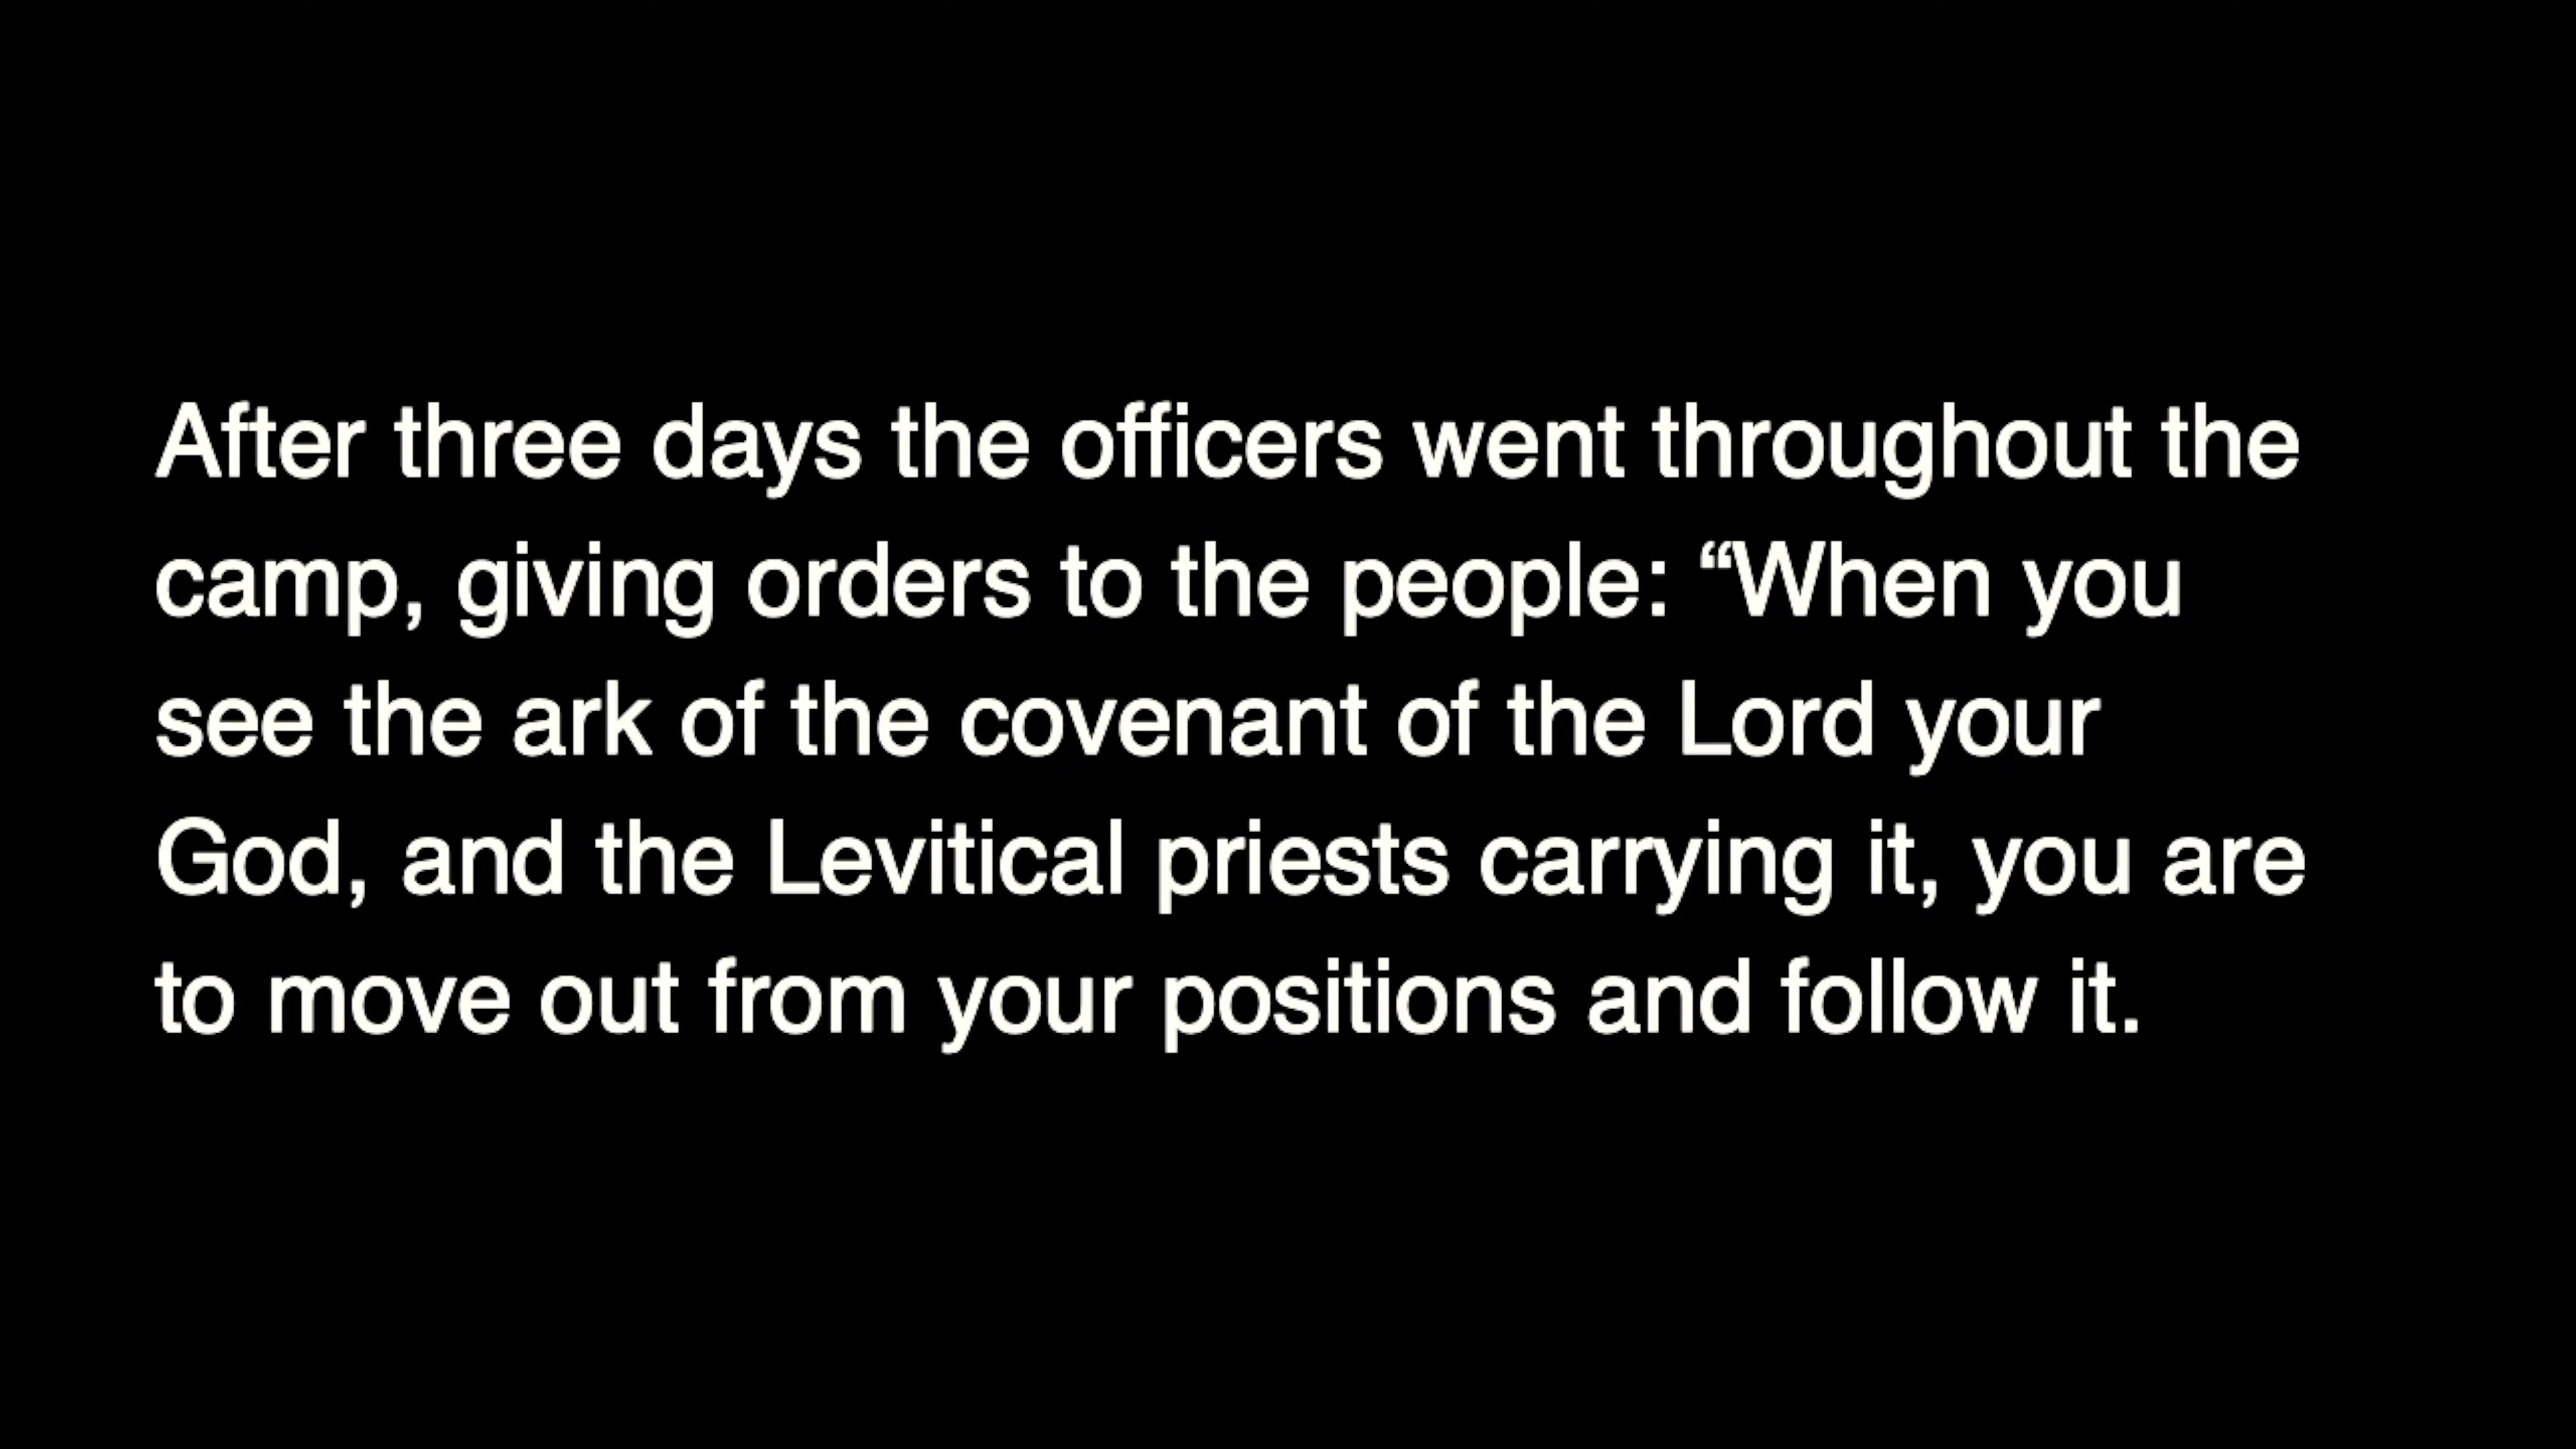 After three days the officers went throughout the
camp, giving orders to the people: “When you
see the ark of the covenant of the Lord your
God, and the Levitical priests carrying it, you are
to move out from your positions and follow it.